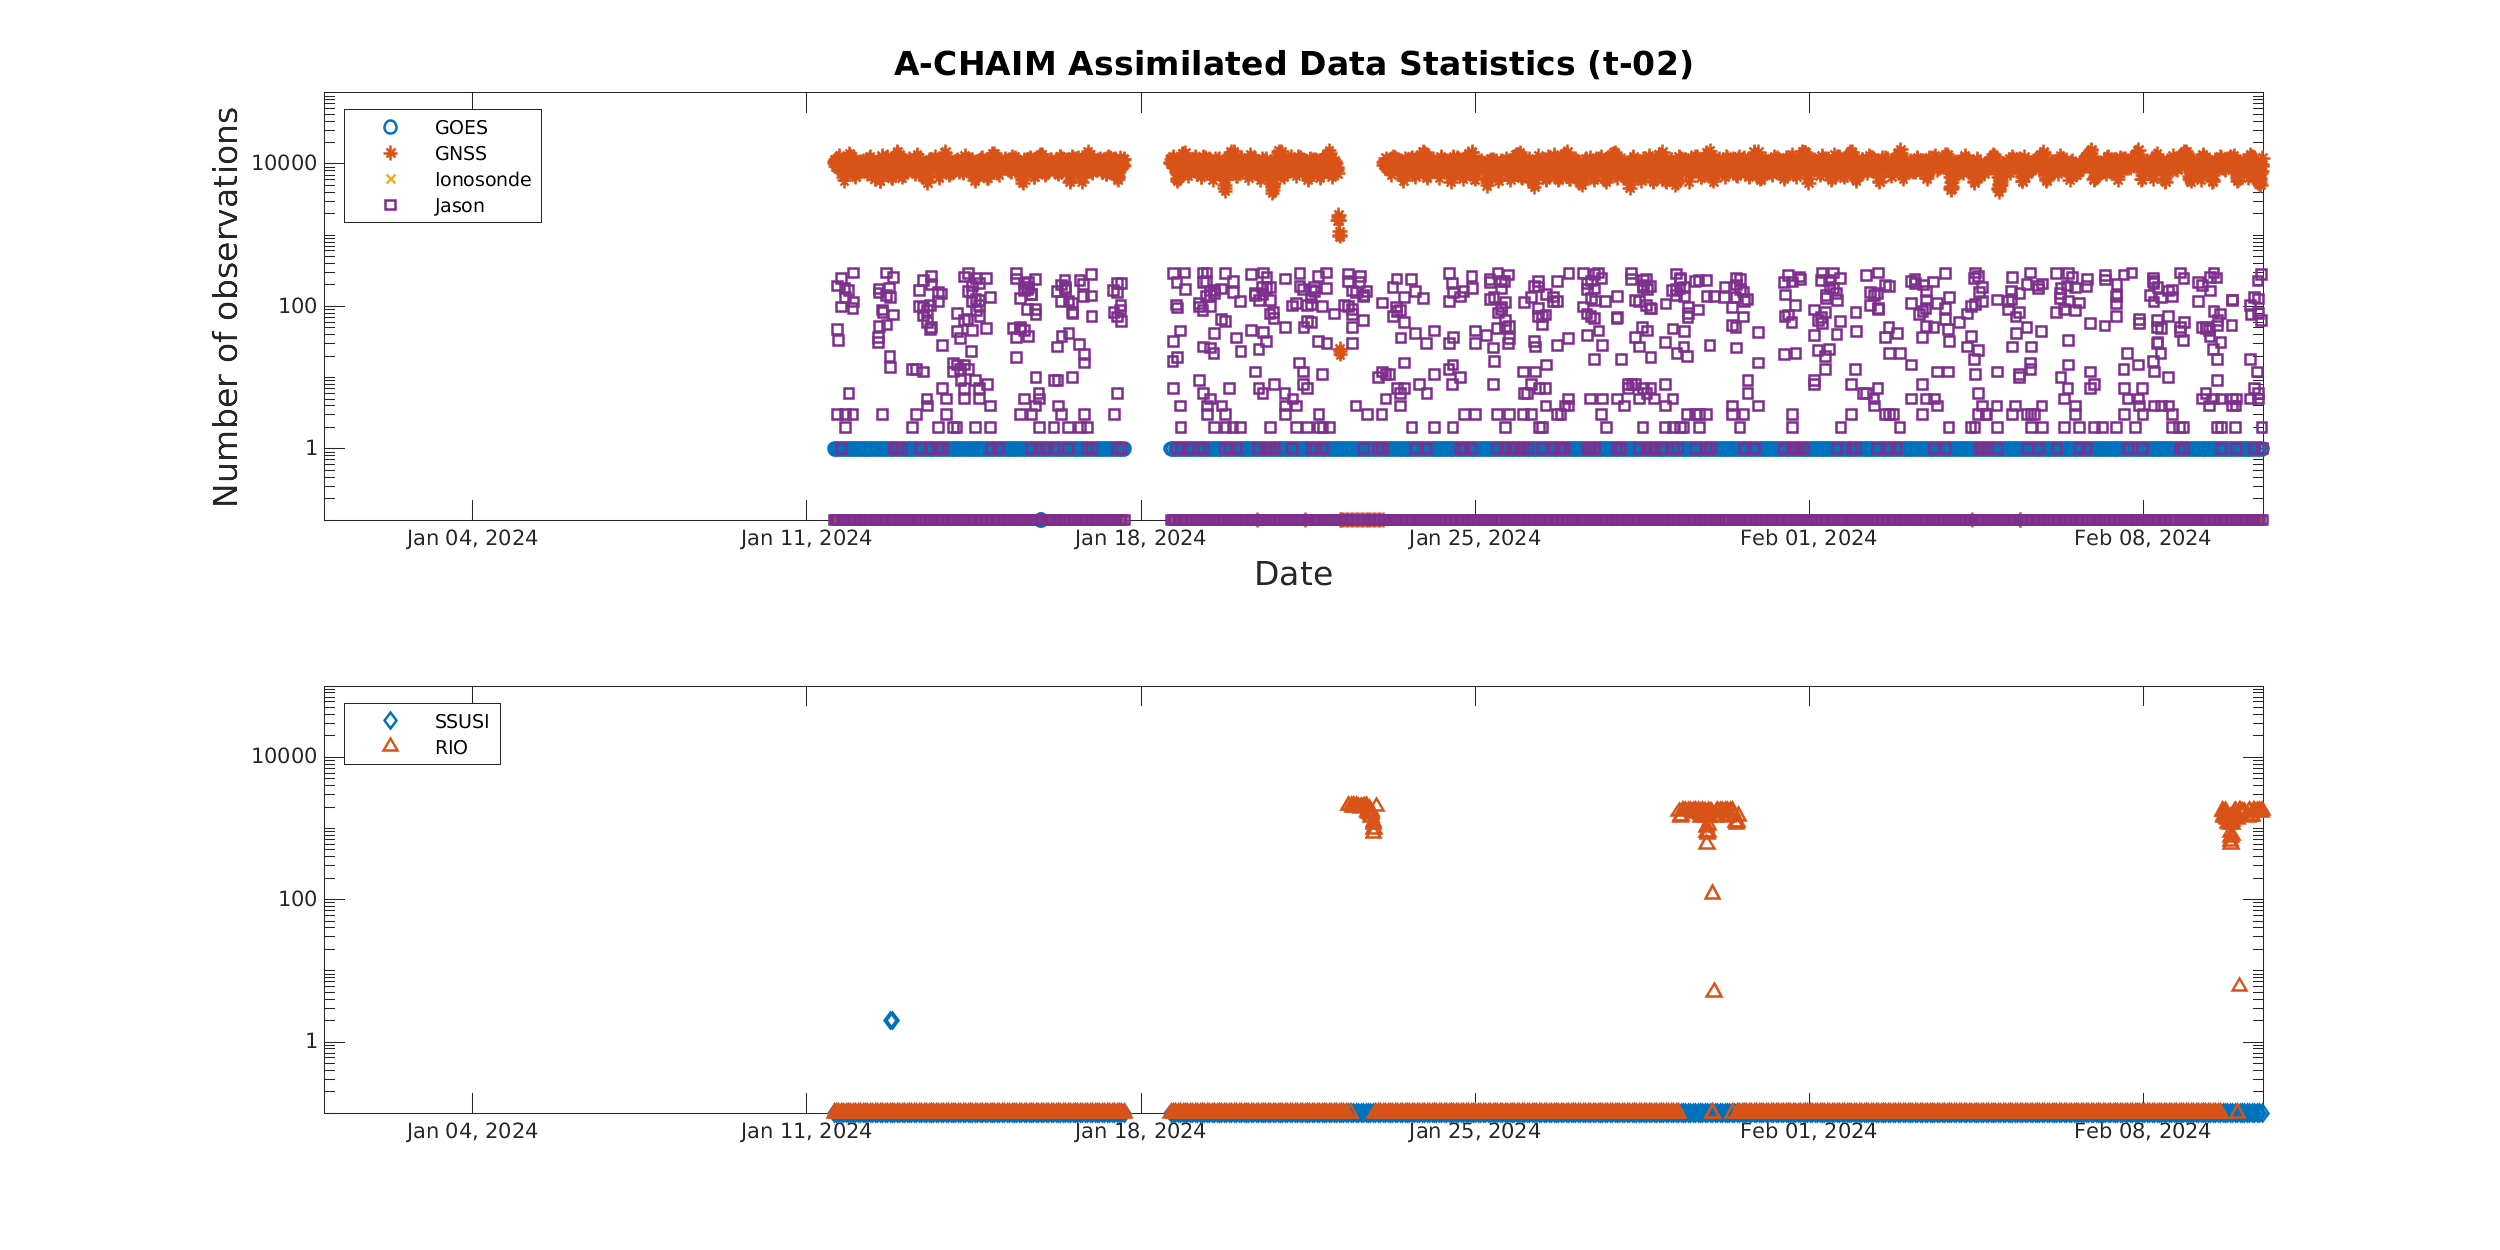 A-CHAIM Assimilated Data Statistics (t-02)
Number of observations
10000
100
1
GOES
GNSS
Ionosonde
Jason
Jan 04, 2024
Jan 11, 2024
Jan 18, 2024
Jan 25, 2024
Feb 01, 2024
Feb 08, 2024
Date
10000
100
1
SSUSI
RIO
Jan 04, 2024
Jan 11, 2024
Jan 18, 2024
Jan 25, 2024
Feb 01, 2024
Feb 08, 2024